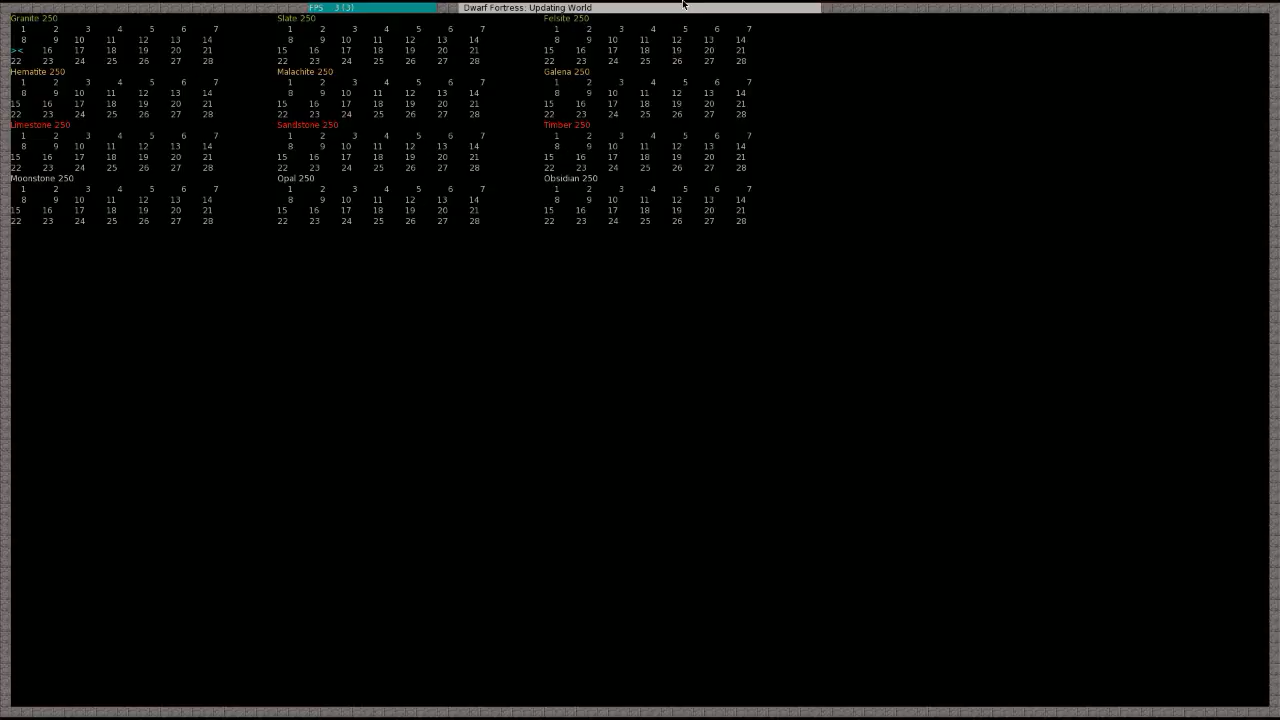 FPS 3 (3) Dwarf Fortress: Updating World
Granite 250 Slate 250 Felsite 250
1 2 3 4 5 6 7 1 2 3 4 5 6 7 1 2 3 4 5 6 7
8 9 10 11 12 13 14 8 9 10 11 12 13 14 8 9 10 11 12 13 14
>< 16 17 18 19 20 21 15 16 17 18 19 20 21 15 16 17 18 19 20 21
22 23 24 25 26 27 28 22 23 24 25 26 27 28 22 23 24 25 26 27 28
Hematite 250 Malachite 250 Galena 250
1 2 3 4 5 6 7 1 2 3 4 5 6 7 1 2 3 4 5 6 7
8 9 10 11 12 13 14 8 9 10 11 12 13 14 8 9 10 11 12 13 14
15 16 17 18 19 20 21 15 16 17 18 19 20 21 15 16 17 18 19 20 21
22 23 24 25 26 27 28 22 23 24 25 26 27 28 22 23 24 25 26 27 28
Limestone 250 Sandstone 250 Timber 250
1 2 3 4 5 6 7 1 2 3 4 5 6 7 1 2 3 4 5 6 7
8 9 10 11 12 13 14 8 9 10 11 12 13 14 8 9 10 11 12 13 14
15 16 17 18 19 20 21 15 16 17 18 19 20 21 15 16 17 18 19 20 21
22 23 24 25 26 27 28 22 23 24 25 26 27 28 22 23 24 25 26 27 28
Moonstone 250 Opal 250 Obsidian 250
1 2 3 4 5 6 7 1 2 3 4 5 6 7 1 2 3 4 5 6 7
8 9 10 11 12 13 14 8 9 10 11 12 13 14 8 9 10 11 12 13 14
15 16 17 18 19 20 21 15 16 17 18 19 20 21 15 16 17 18 19 20 21
22 23 24 25 26 27 28 22 23 24 25 26 27 28 22 23 24 25 26 27 28